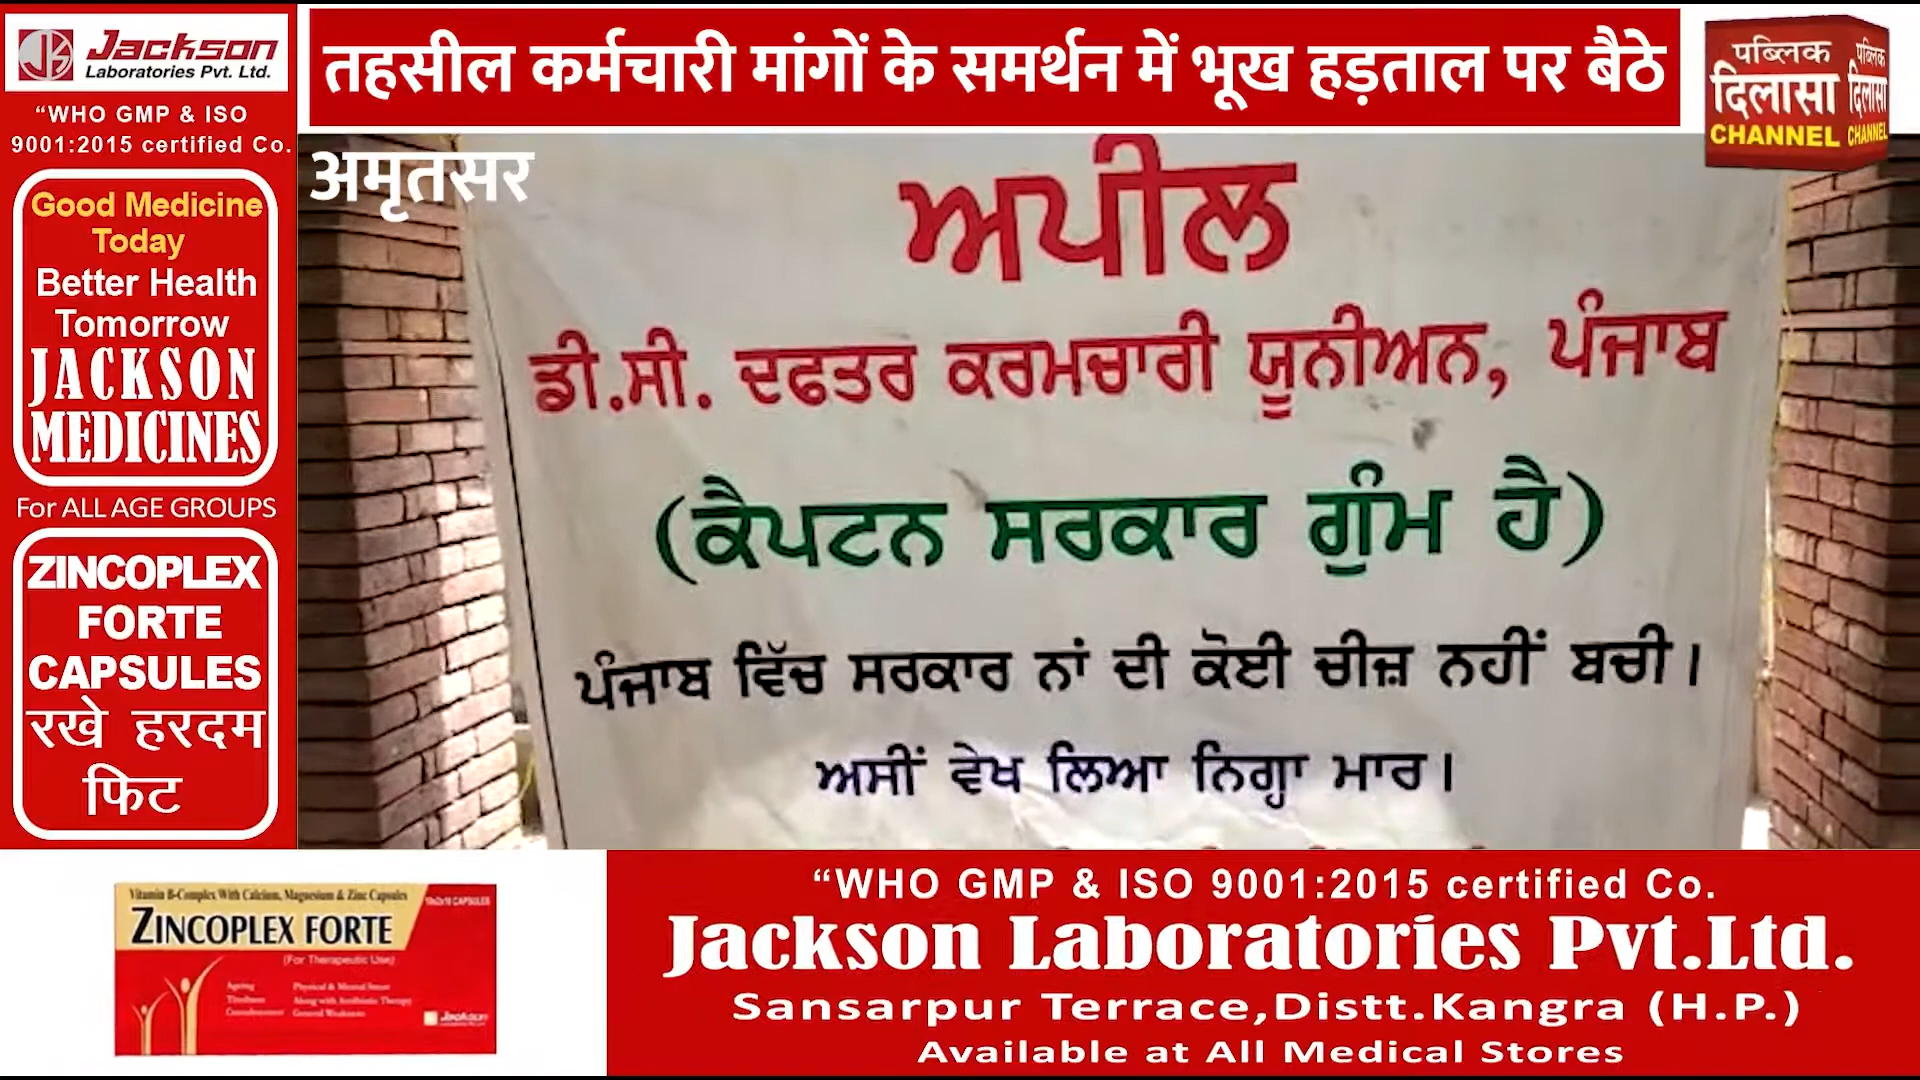 Jackson
Laboratories Pvt. Ltd.
“WHO GMP & ISO
9001:2015 certified Co.
Good Medicine
Today
Better Health
Tomorrow
JACKSON
MEDICINES
For ALL AGE GROUPS
ZINCOPLEX
FORTE
CAPSULES
रखे हरदम
फिट
तहसील कर्मचारी मांगों के समर्थन में भूख हड़ताल पर बैठे
पब्लिक
दिलासा
CHANNEL
पब्लिक
दिलासा
CHANNEL
अमृतसर
ਅਪੀਲ
ਡੀ.ਸੀ. ਦਫਤਰ ਕਰਮਚਾਰੀ ਯੂਨੀਅਨ, ਪੰਜਾਬ
(ਕੈਪਟਨ ਸਰਕਾਰ ਗੁੰਮ ਹੈ)
ਪੰਜਾਬ ਵਿੱਚ ਸਰਕਾਰ ਨਾਂ ਦੀ ਕੋਈ ਚੀਜ਼ ਨਹੀਂ ਬਚੀ।
ਅਸੀਂ ਵੇਖ ਲਿਆ ਨਿਗ੍ਹਾ ਮਾਰ।
Vitamin B-Complex With Calcium, Magnesium & Zinc Capsules
10x2x10 CAPSULES
ZINCOPLEX FORTE
(For Therapeutic Use)
Ageing
Physical & Mental Stress
Tiredness
Along with Antibiotic Therapy
Convalescence
General Weakness
Jackson
“WHO GMP & ISO 9001:2015 certified Co.
Jackson Laboratories Pvt.Ltd.
Sansarpur Terrace,Distt.Kangra (H.P.)
Available at All Medical Stores